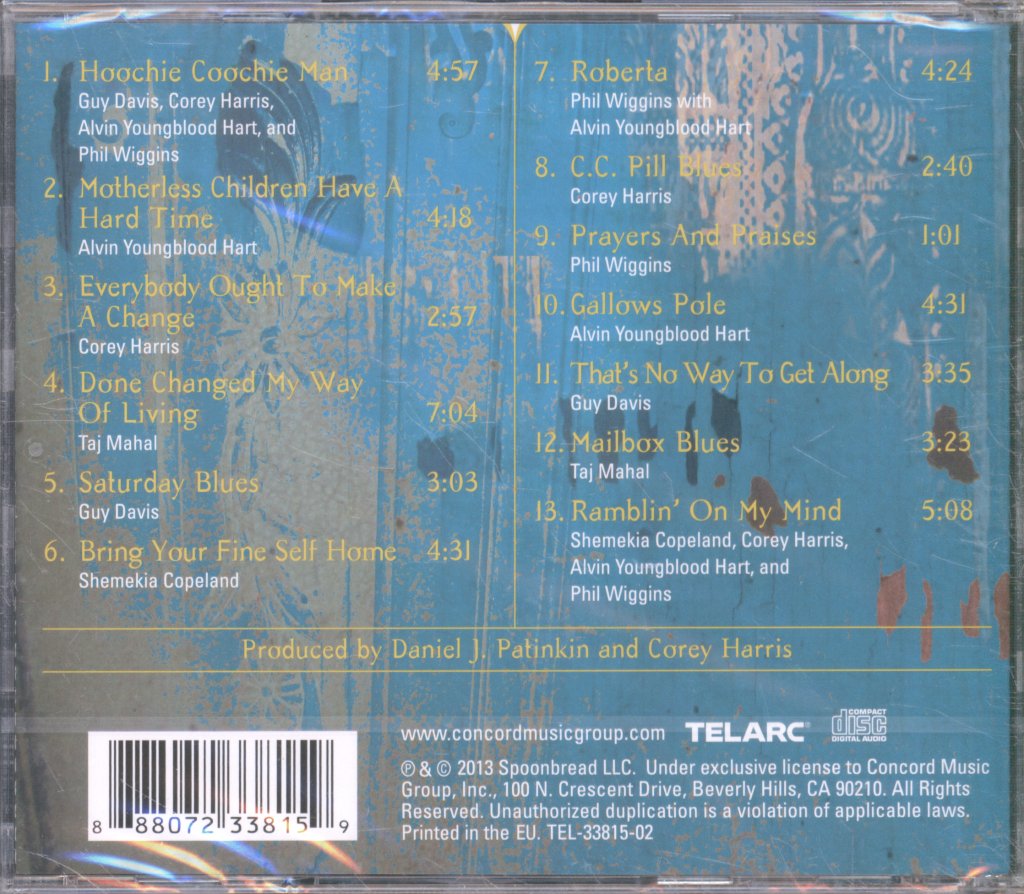 1. Hoochie Coochie Man 4:57
Guy Davis, Corey Harris,
Alvin Youngblood Hart, and
Phil Wiggins
2. Motherless Children Have A
Hard Time 4:18
Alvin Youngblood Hart
3. Everybody Ought To Make
A Change 2:57
Corey Harris
4. Done Changed My Way
Of Living 7:04
Taj Mahal
5. Saturday Blues 3:03
Guy Davis
6. Bring Your Fine Self Home 4:31
Shemekia Copeland
7. Roberta 4:24
Phil Wiggins with
Alvin Youngblood Hart
8. C.C. Pill Blues 2:40
Corey Harris
9. Prayers And Praises 1:01
Phil Wiggins
10. Gallows Pole 4:31
Alvin Youngblood Hart
11. That's No Way To Get Along 3:35
Guy Davis
12. Mailbox Blues 3:23
Taj Mahal
13. Ramblin' On My Mind 5:08
Shemekia Copeland, Corey Harris,
Alvin Youngblood Hart, and
Phil Wiggins
Produced by Daniel J. Patinkin and Corey Harris
www.concordmusicgroup.com TELARC® COMPACT disc DIGITAL AUDIO
℗ & © 2013 Spoonbread LLC. Under exclusive license to Concord Music
Group, Inc., 100 N. Crescent Drive, Beverly Hills, CA 90210. All Rights
Reserved. Unauthorized duplication is a violation of applicable laws.
Printed in the EU. TEL-33815-02
8 88072 33815 9